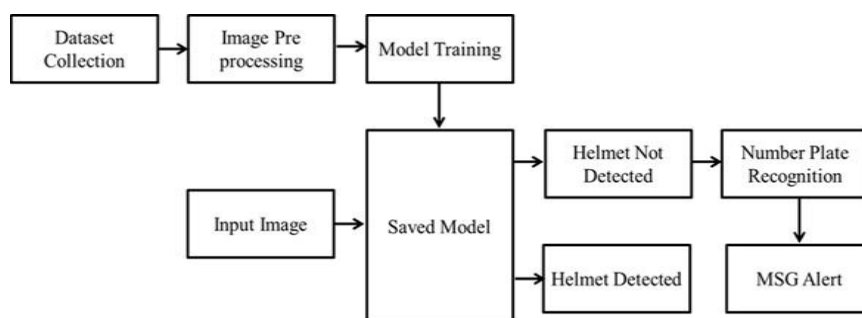 Dataset
Collection
Image Pre
processing
Model Training
Input Image
Saved Model
Helmet Not
Detected
Number Plate
Recognition
Helmet Detected
MSG Alert